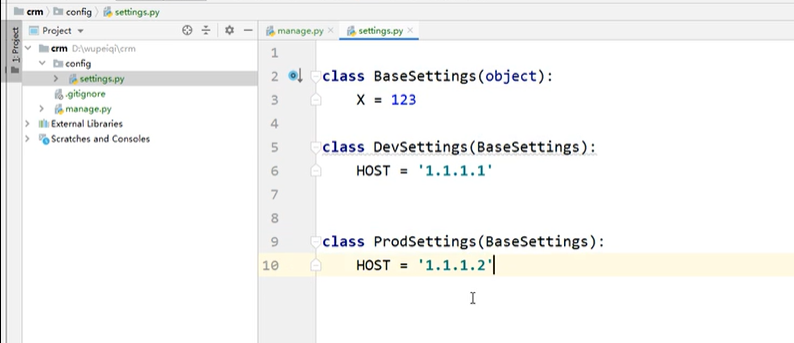 crm
config
settings.py
1: Project
Project
crm D:\wupeiqi\crm
config
settings.py
.gitignore
manage.py
External Libraries
Scratches and Consoles
manage.py
settings.py
1
2 class BaseSettings(object):
3 X = 123
4
5 class DevSettings(BaseSettings):
6 HOST = '1.1.1.1'
7
8
9 class ProdSettings(BaseSettings):
10 HOST = '1.1.1.2'